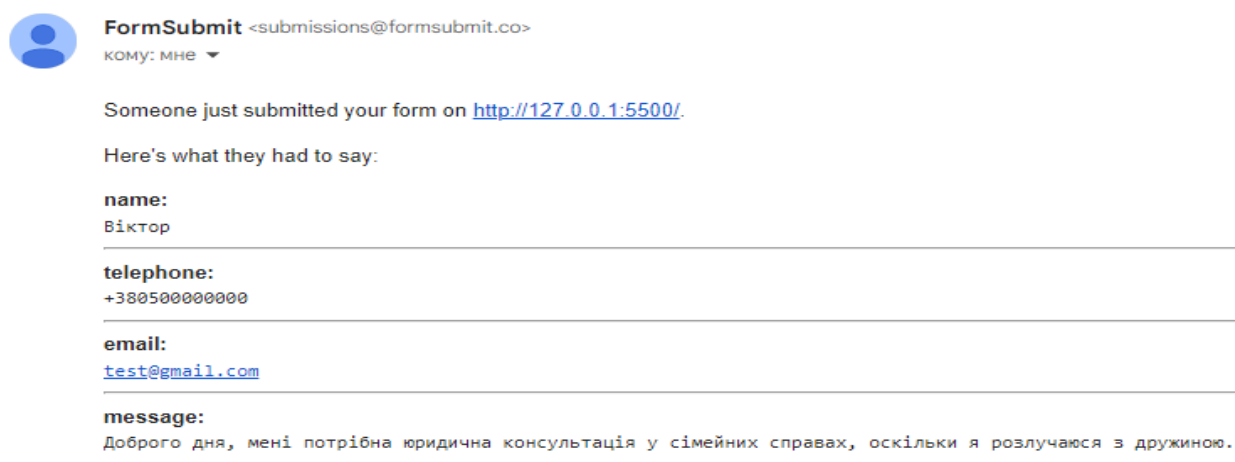 FormSubmit <submissions@formsubmit.co>
кому: мне
Someone just submitted your form on http://127.0.0.1:5500/.
Here's what they had to say:
name:
Віктор
telephone:
+380500000000
email:
test@gmail.com
message:
Доброго дня, мені потрібна юридична консультація у сімейних справах, оскільки я розлучаюся з дружиною.